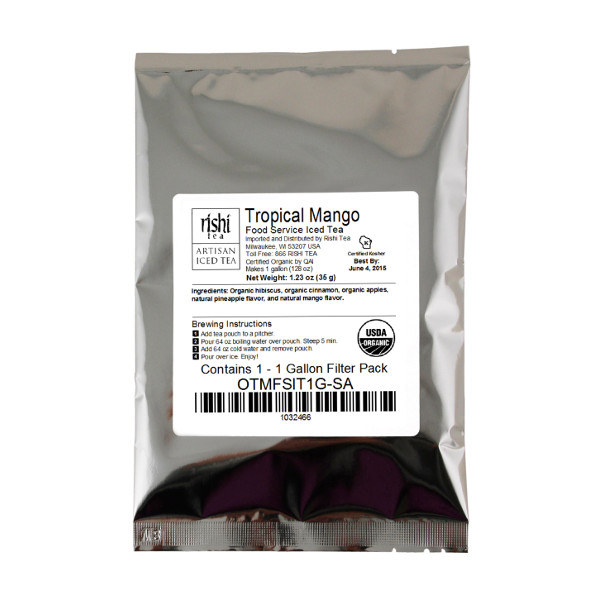 rishi
tea
ARTISAN
ICED TEA
Tropical Mango
Food Service Iced Tea
Imported and Distributed by Rishi Tea
Milwaukee, WI 53207 USA
Toll Free: 866 RISHI TEA
Certified Organic by QAI
Makes 1 gallon (128 oz)
Net Weight: 1.23 oz (35 g)
K
Certified Kosher
Best By:
June 4, 2015
Ingredients: Organic hibiscus, organic cinnamon, organic apples,
natural pineapple flavor, and natural mango flavor.
Brewing Instructions
1 Add tea pouch to a pitcher.
2 Pour 64 oz boiling water over pouch. Steep 5 min.
3 Add 64 oz cold water and remove pouch.
4 Pour over ice. Enjoy!
USDA
ORGANIC
Contains 1 - 1 Gallon Filter Pack
OTMFSIT1G-SA
1032466